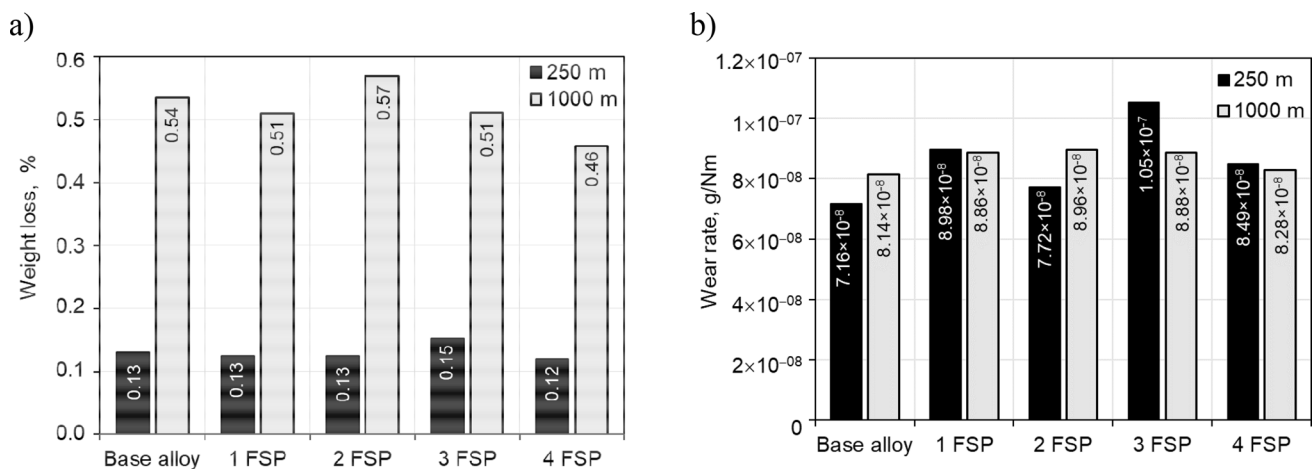 a)
Weight loss, %
0.6
0.5
0.4
0.3
0.2
0.1
0.0
250 m
1000 m
0.13
0.54
0.13
0.51
0.13
0.57
0.15
0.51
0.12
0.46
Base alloy
1 FSP
2 FSP
3 FSP
4 FSP
b)
Wear rate, g/Nm
1.2×10⁻⁰⁷
1×10⁻⁰⁷
8×10⁻⁰⁸
6×10⁻⁰⁸
4×10⁻⁰⁸
2×10⁻⁰⁸
0
250 m
1000 m
7.16×10⁻⁸
8.14×10⁻⁸
8.98×10⁻⁸
8.86×10⁻⁸
7.72×10⁻⁸
8.96×10⁻⁸
1.05×10⁻⁷
8.88×10⁻⁸
8.49×10⁻⁸
8.28×10⁻⁸
Base alloy
1 FSP
2 FSP
3 FSP
4 FSP